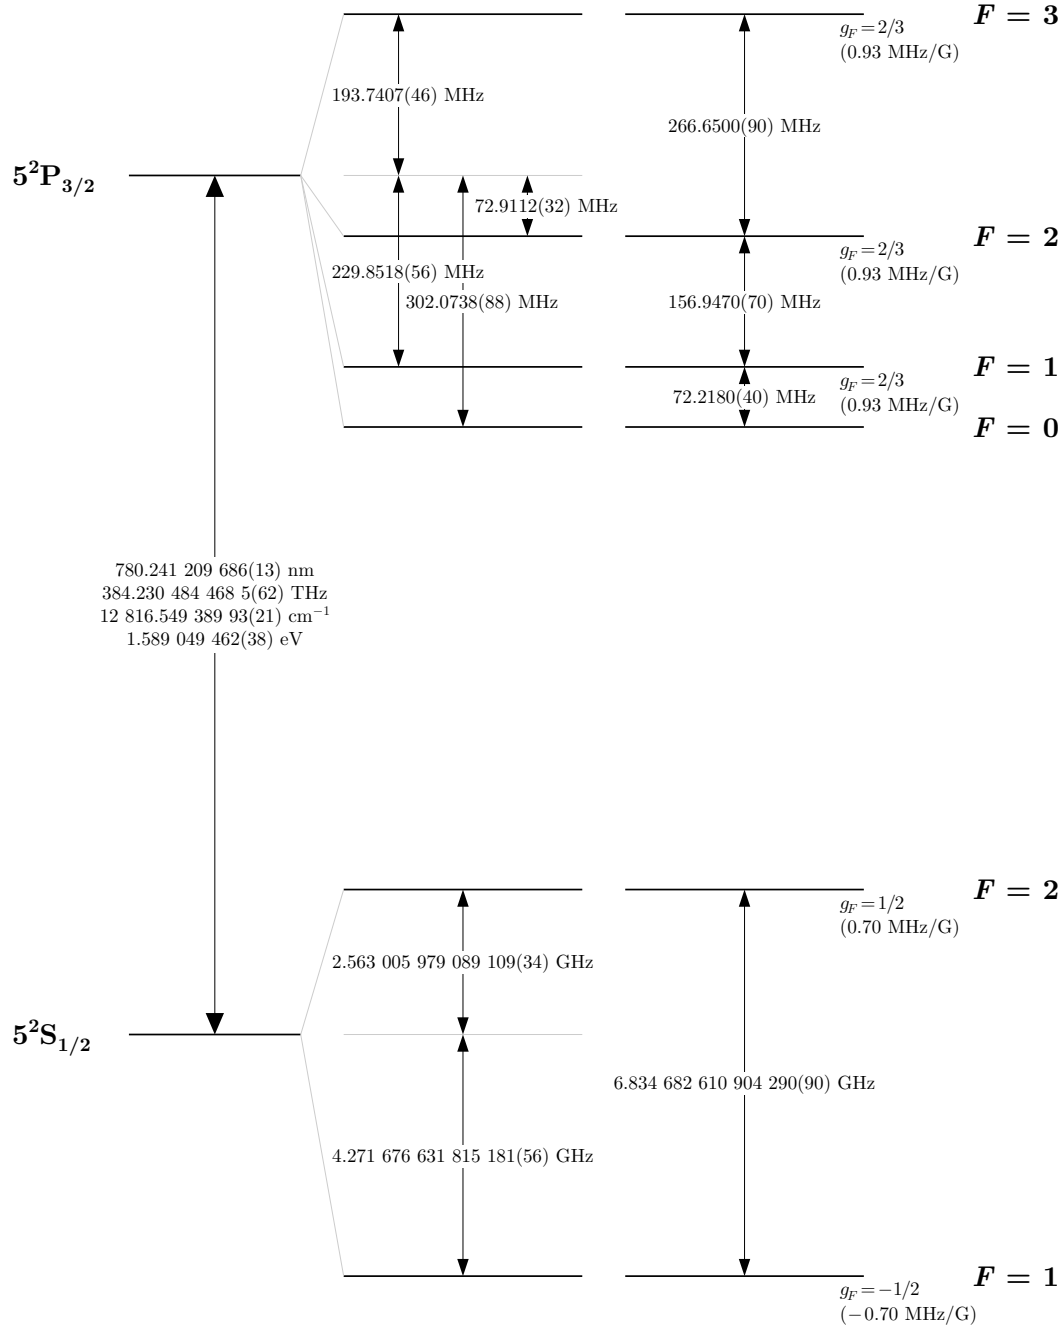 F = 3
g_F = 2/3
(0.93 MHz/G)
193.7407(46) MHz
266.6500(90) MHz
5²P₃/₂
72.9112(32) MHz
F = 2
g_F = 2/3
(0.93 MHz/G)
229.8518(56) MHz
302.0738(88) MHz
156.9470(70) MHz
F = 1
g_F = 2/3
(0.93 MHz/G)
72.2180(40) MHz
F = 0
780.241 209 686(13) nm
384.230 484 468 5(62) THz
12 816.549 389 93(21) cm⁻¹
1.589 049 462(38) eV
F = 2
g_F = 1/2
(0.70 MHz/G)
2.563 005 979 089 109(34) GHz
5²S₁/₂
6.834 682 610 904 290(90) GHz
4.271 676 631 815 181(56) GHz
F = 1
g_F = −1/2
(−0.70 MHz/G)